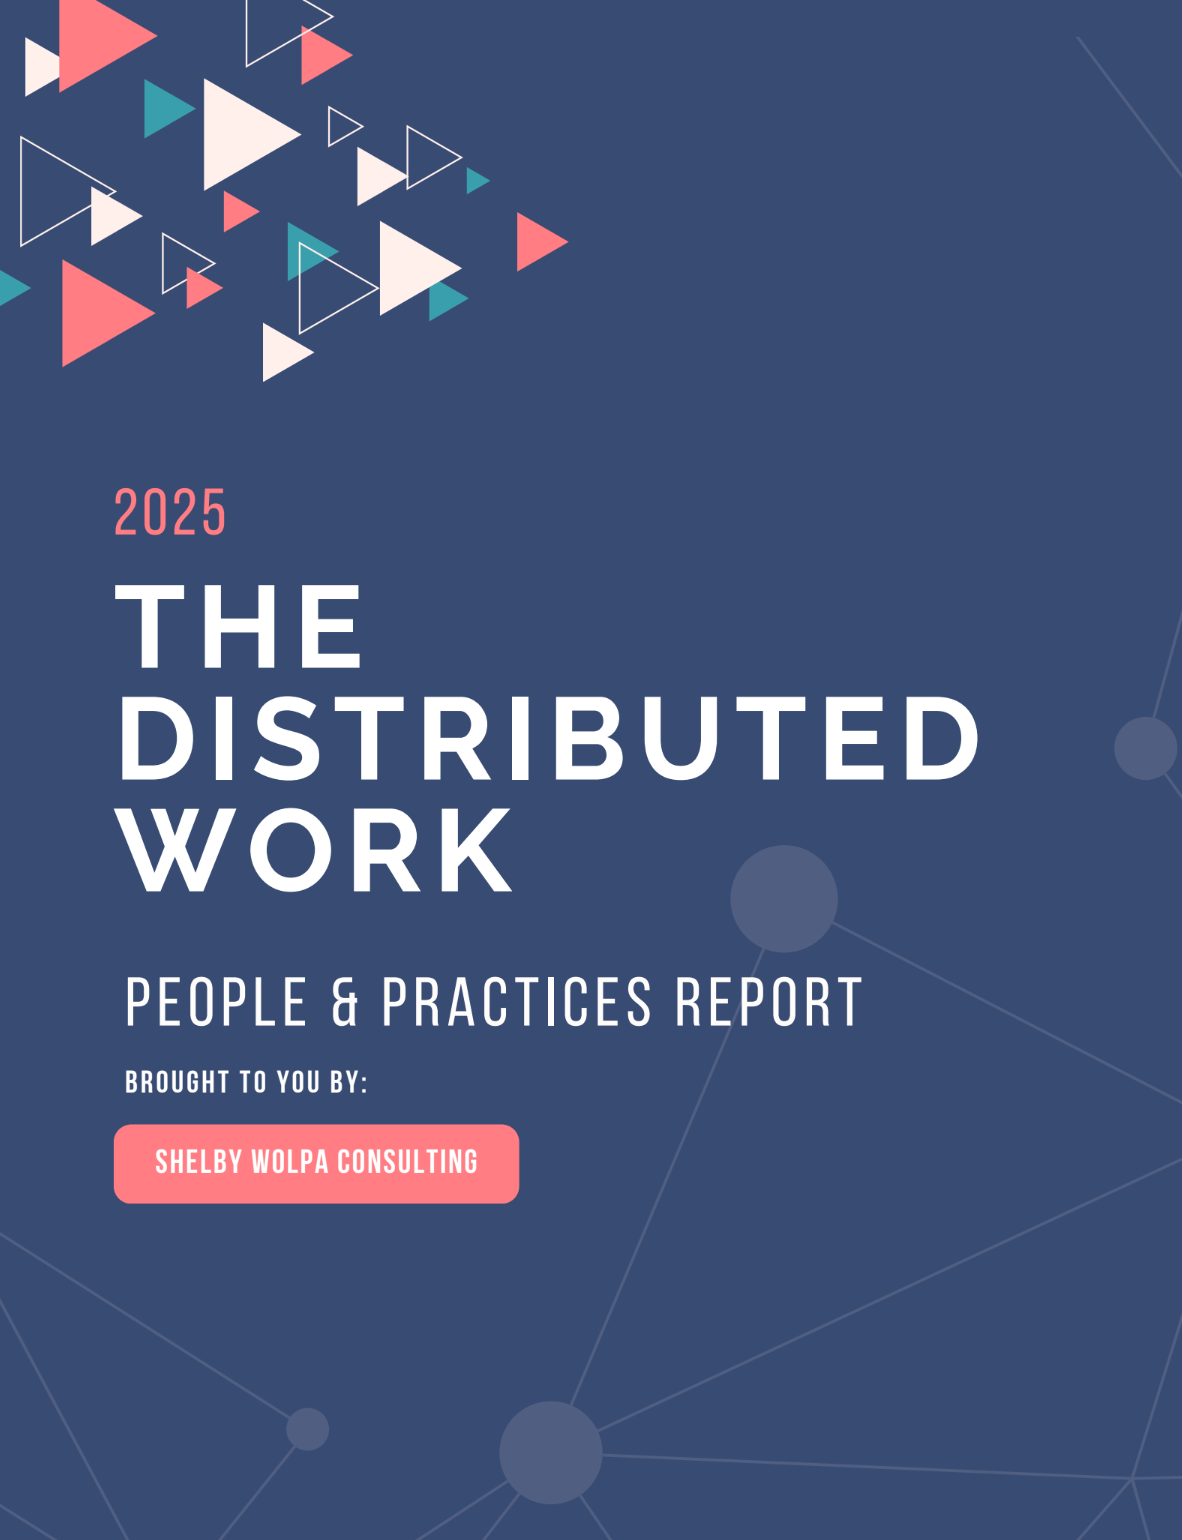 2025
THE
DISTRIBUTED
WORK
PEOPLE & PRACTICES REPORT
BROUGHT TO YOU BY:
SHELBY WOLPA CONSULTING